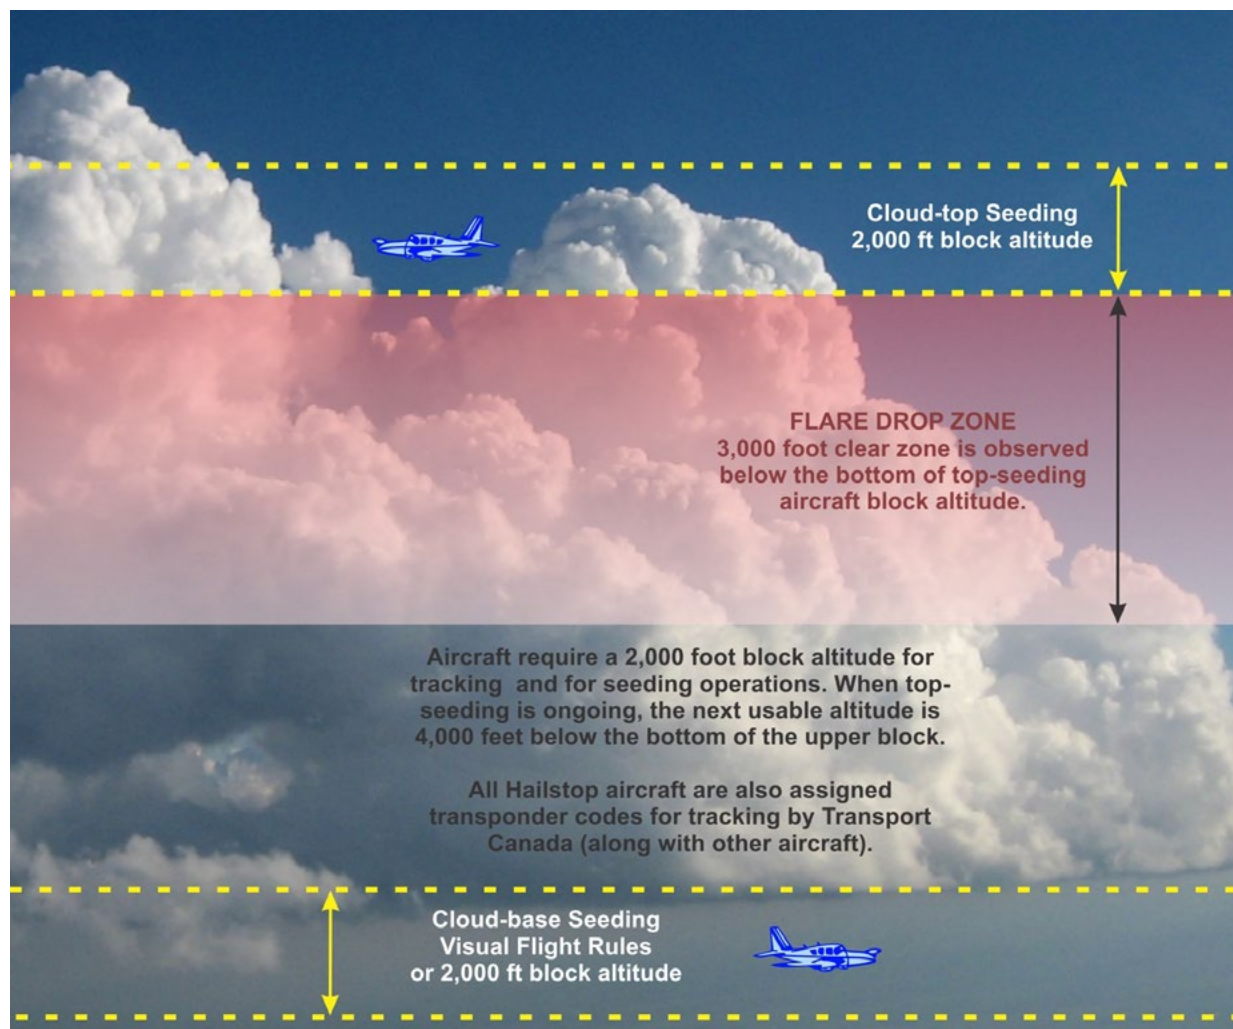 Cloud-top Seeding
2,000 ft block altitude
FLARE DROP ZONE
3,000 foot clear zone is observed
below the bottom of top-seeding
aircraft block altitude.
Aircraft require a 2,000 foot block altitude for
tracking and for seeding operations. When top-
seeding is ongoing, the next usable altitude is
4,000 feet below the bottom of the upper block.
All Hailstop aircraft are also assigned
transponder codes for tracking by Transport
Canada (along with other aircraft).
Cloud-base Seeding
Visual Flight Rules
or 2,000 ft block altitude